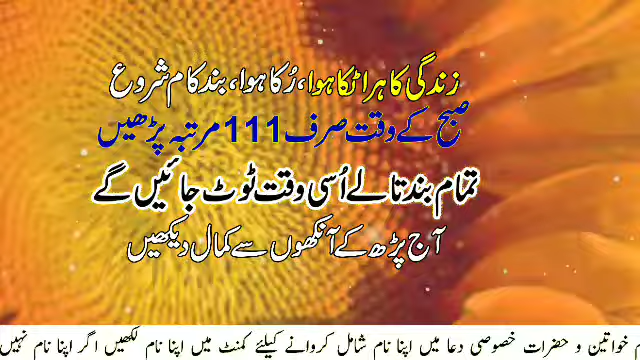 زندگی کا ہر اٹکا ہوا، رُکا ہوا، بند کام شروع
صبح کے وقت صرف 111 مرتبہ پڑھیں
تمام بند تالے اُسی وقت ٹوٹ جائیں گے
آج پڑھ کے آنکھوں سے کمال دیکھیں
خواتین و حضرات خصوصی دعا میں اپنا نام شامل کروانے کیلئے کمنٹ میں اپنا نام لکھیں اگر اپنا نام نہیں